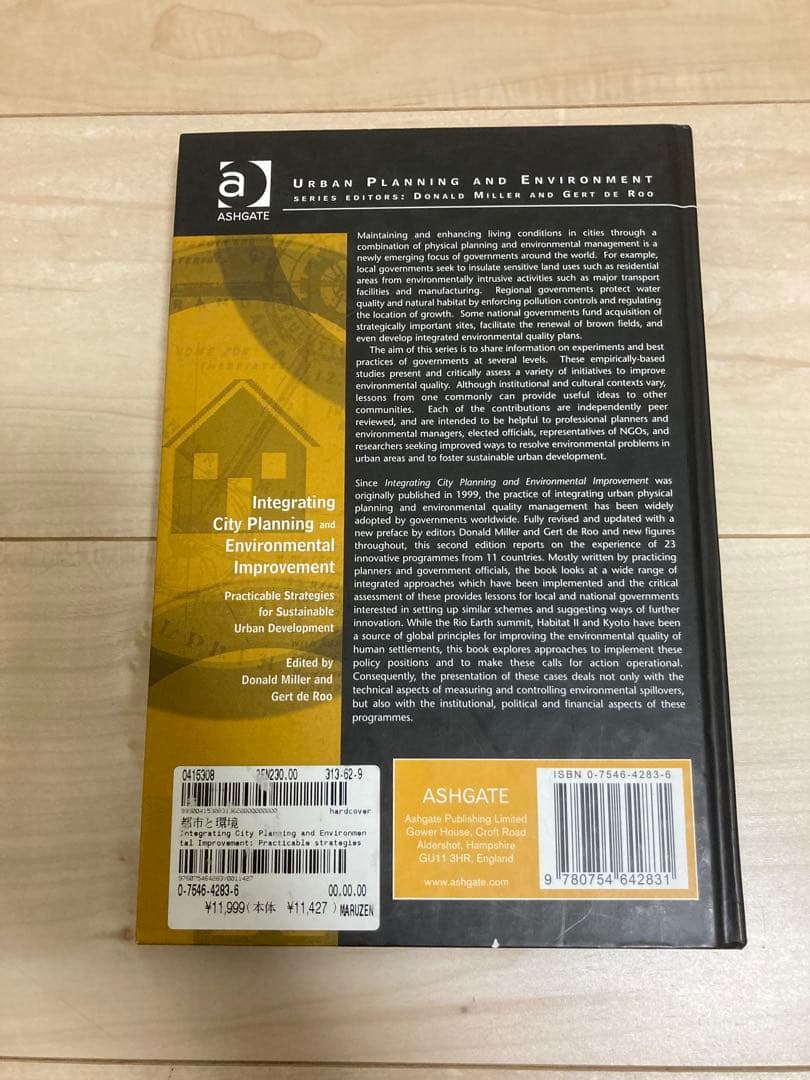 a
ASHGATE
URBAN PLANNING AND ENVIRONMENT
SERIES EDITORS: DONALD MILLER AND GERT DE ROO
Maintaining and enhancing living conditions in cities through a
combination of physical planning and environmental management is a
newly emerging focus of governments around the world. For example,
local governments seek to insulate sensitive land uses such as residential
areas from environmentally intrusive activities such as major transport
facilities and manufacturing. Regional governments protect water
quality and natural habitat by enforcing pollution controls and regulating
the location of growth. Some national governments fund acquisition of
strategically important sites, facilitate the renewal of brown fields, and
even develop integrated environmental quality plans.
The aim of this series is to share information on experiments and best
practices of governments at several levels. These empirically-based
studies present and critically assess a variety of initiatives to improve
environmental quality. Although institutional and cultural contexts vary,
lessons from one commonly can provide useful ideas to other
communities. Each of the contributions are independently peer
reviewed, and are intended to be helpful to professional planners and
environmental managers, elected officials, representatives of NGOs, and
researchers seeking improved ways to resolve environmental problems in
urban areas and to foster sustainable urban development.
Since Integrating City Planning and Environmental Improvement was
originally published in 1999, the practice of integrating urban physical
planning and environmental quality management has been widely
adopted by governments worldwide. Fully revised and updated with a
new preface by editors Donald Miller and Gert de Roo and new figures
throughout, this second edition reports on the experience of 23
innovative programmes from 11 countries. Mostly written by practicing
planners and government officials, the book looks at a wide range of
integrated approaches which have been implemented and the critical
assessment of these provides lessons for local and national governments
interested in setting up similar schemes and suggesting ways of further
innovation. While the Rio Earth summit, Habitat II and Kyoto have been
a source of global principles for improving the environmental quality of
human settlements, this book explores approaches to implement these
policy positions and to make these calls for action operational.
Consequently, the presentation of these cases deals not only with the
technical aspects of measuring and controlling environmental spillovers,
but also with the institutional, political and financial aspects of these
programmes.
Integrating
City Planning and
Environmental
Improvement
Practicable Strategies
for Sustainable
Urban Development
Edited by
Donald Miller and
Gert de Roo
0415308 230.00 313-62-9
hardcover
都市と環境
Integrating City Planning and Environmen
tal Improvement: Practicable strategies
0-7546-4283-6 00,00.00
¥11,999(本体 ¥11,427) MARUZEN
ASHGATE
Ashgate Publishing Limited
Gower House, Croft Road
Aldershot, Hampshire
GU11 3HR, England
www.ashgate.com
ISBN 0-7546-4283-6
9 780754 642831